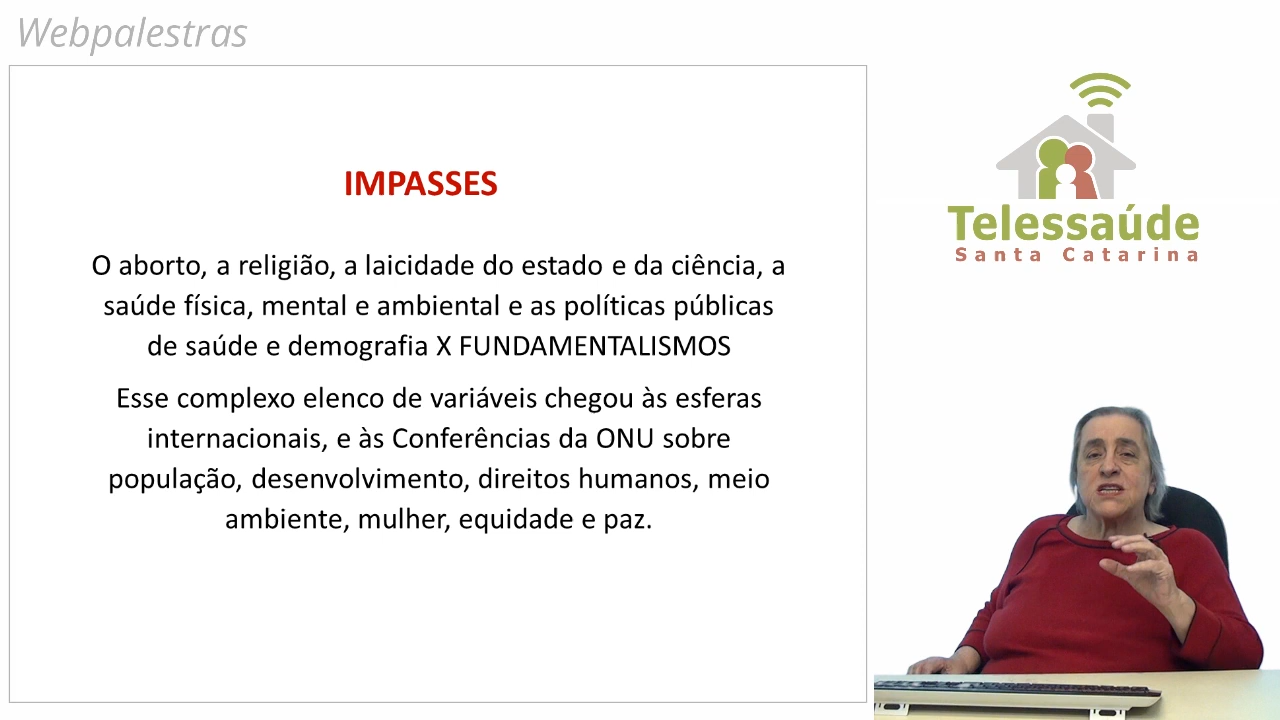 Webpalestras
IMPASSES
O aborto, a religião, a laicidade do estado e da ciência, a
saúde física, mental e ambiental e as políticas públicas
de saúde e demografia X FUNDAMENTALISMOS
Esse complexo elenco de variáveis chegou às esferas
internacionais, e às Conferências da ONU sobre
população, desenvolvimento, direitos humanos, meio
ambiente, mulher, equidade e paz.
Telessaúde
Santa Catarina